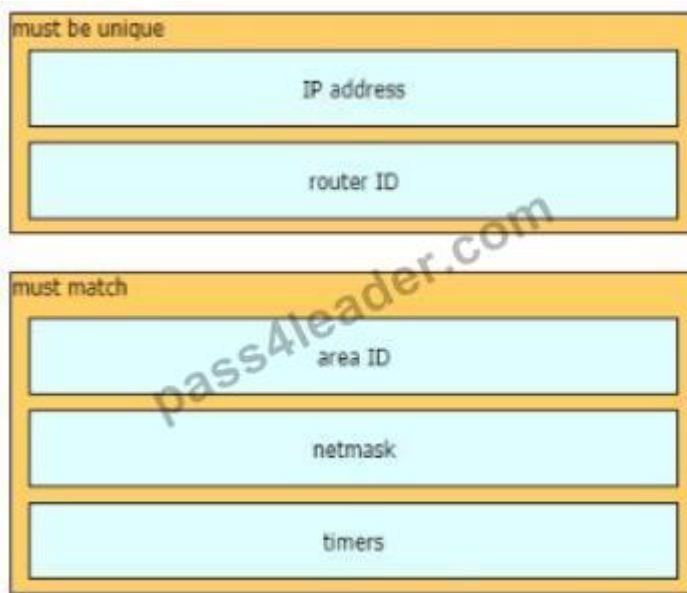 must be unique
IP address
router ID
must match
area ID
netmask
timers
pass4leader.com